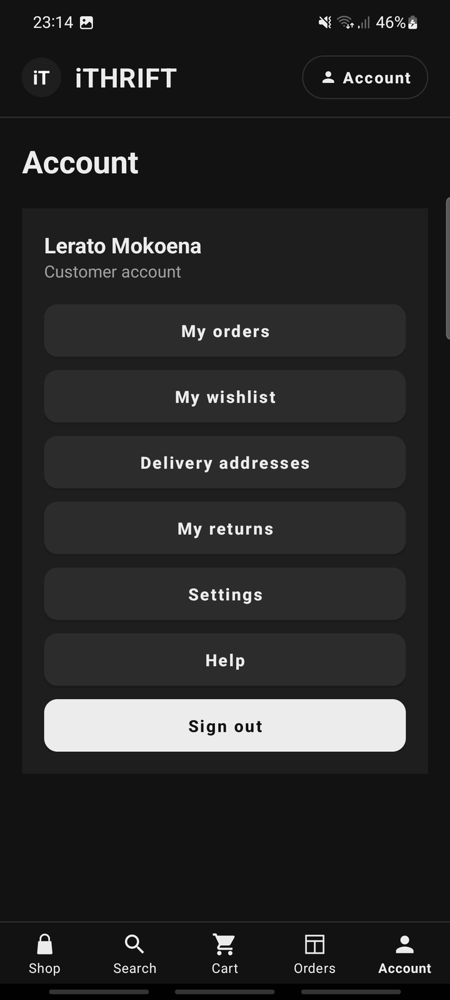 23:14
46%
iT
iTHRIFT
Account
Account
Lerato Mokoena
Customer account
My orders
My wishlist
Delivery addresses
My returns
Settings
Help
Sign out
Shop
Search
Cart
Orders
Account